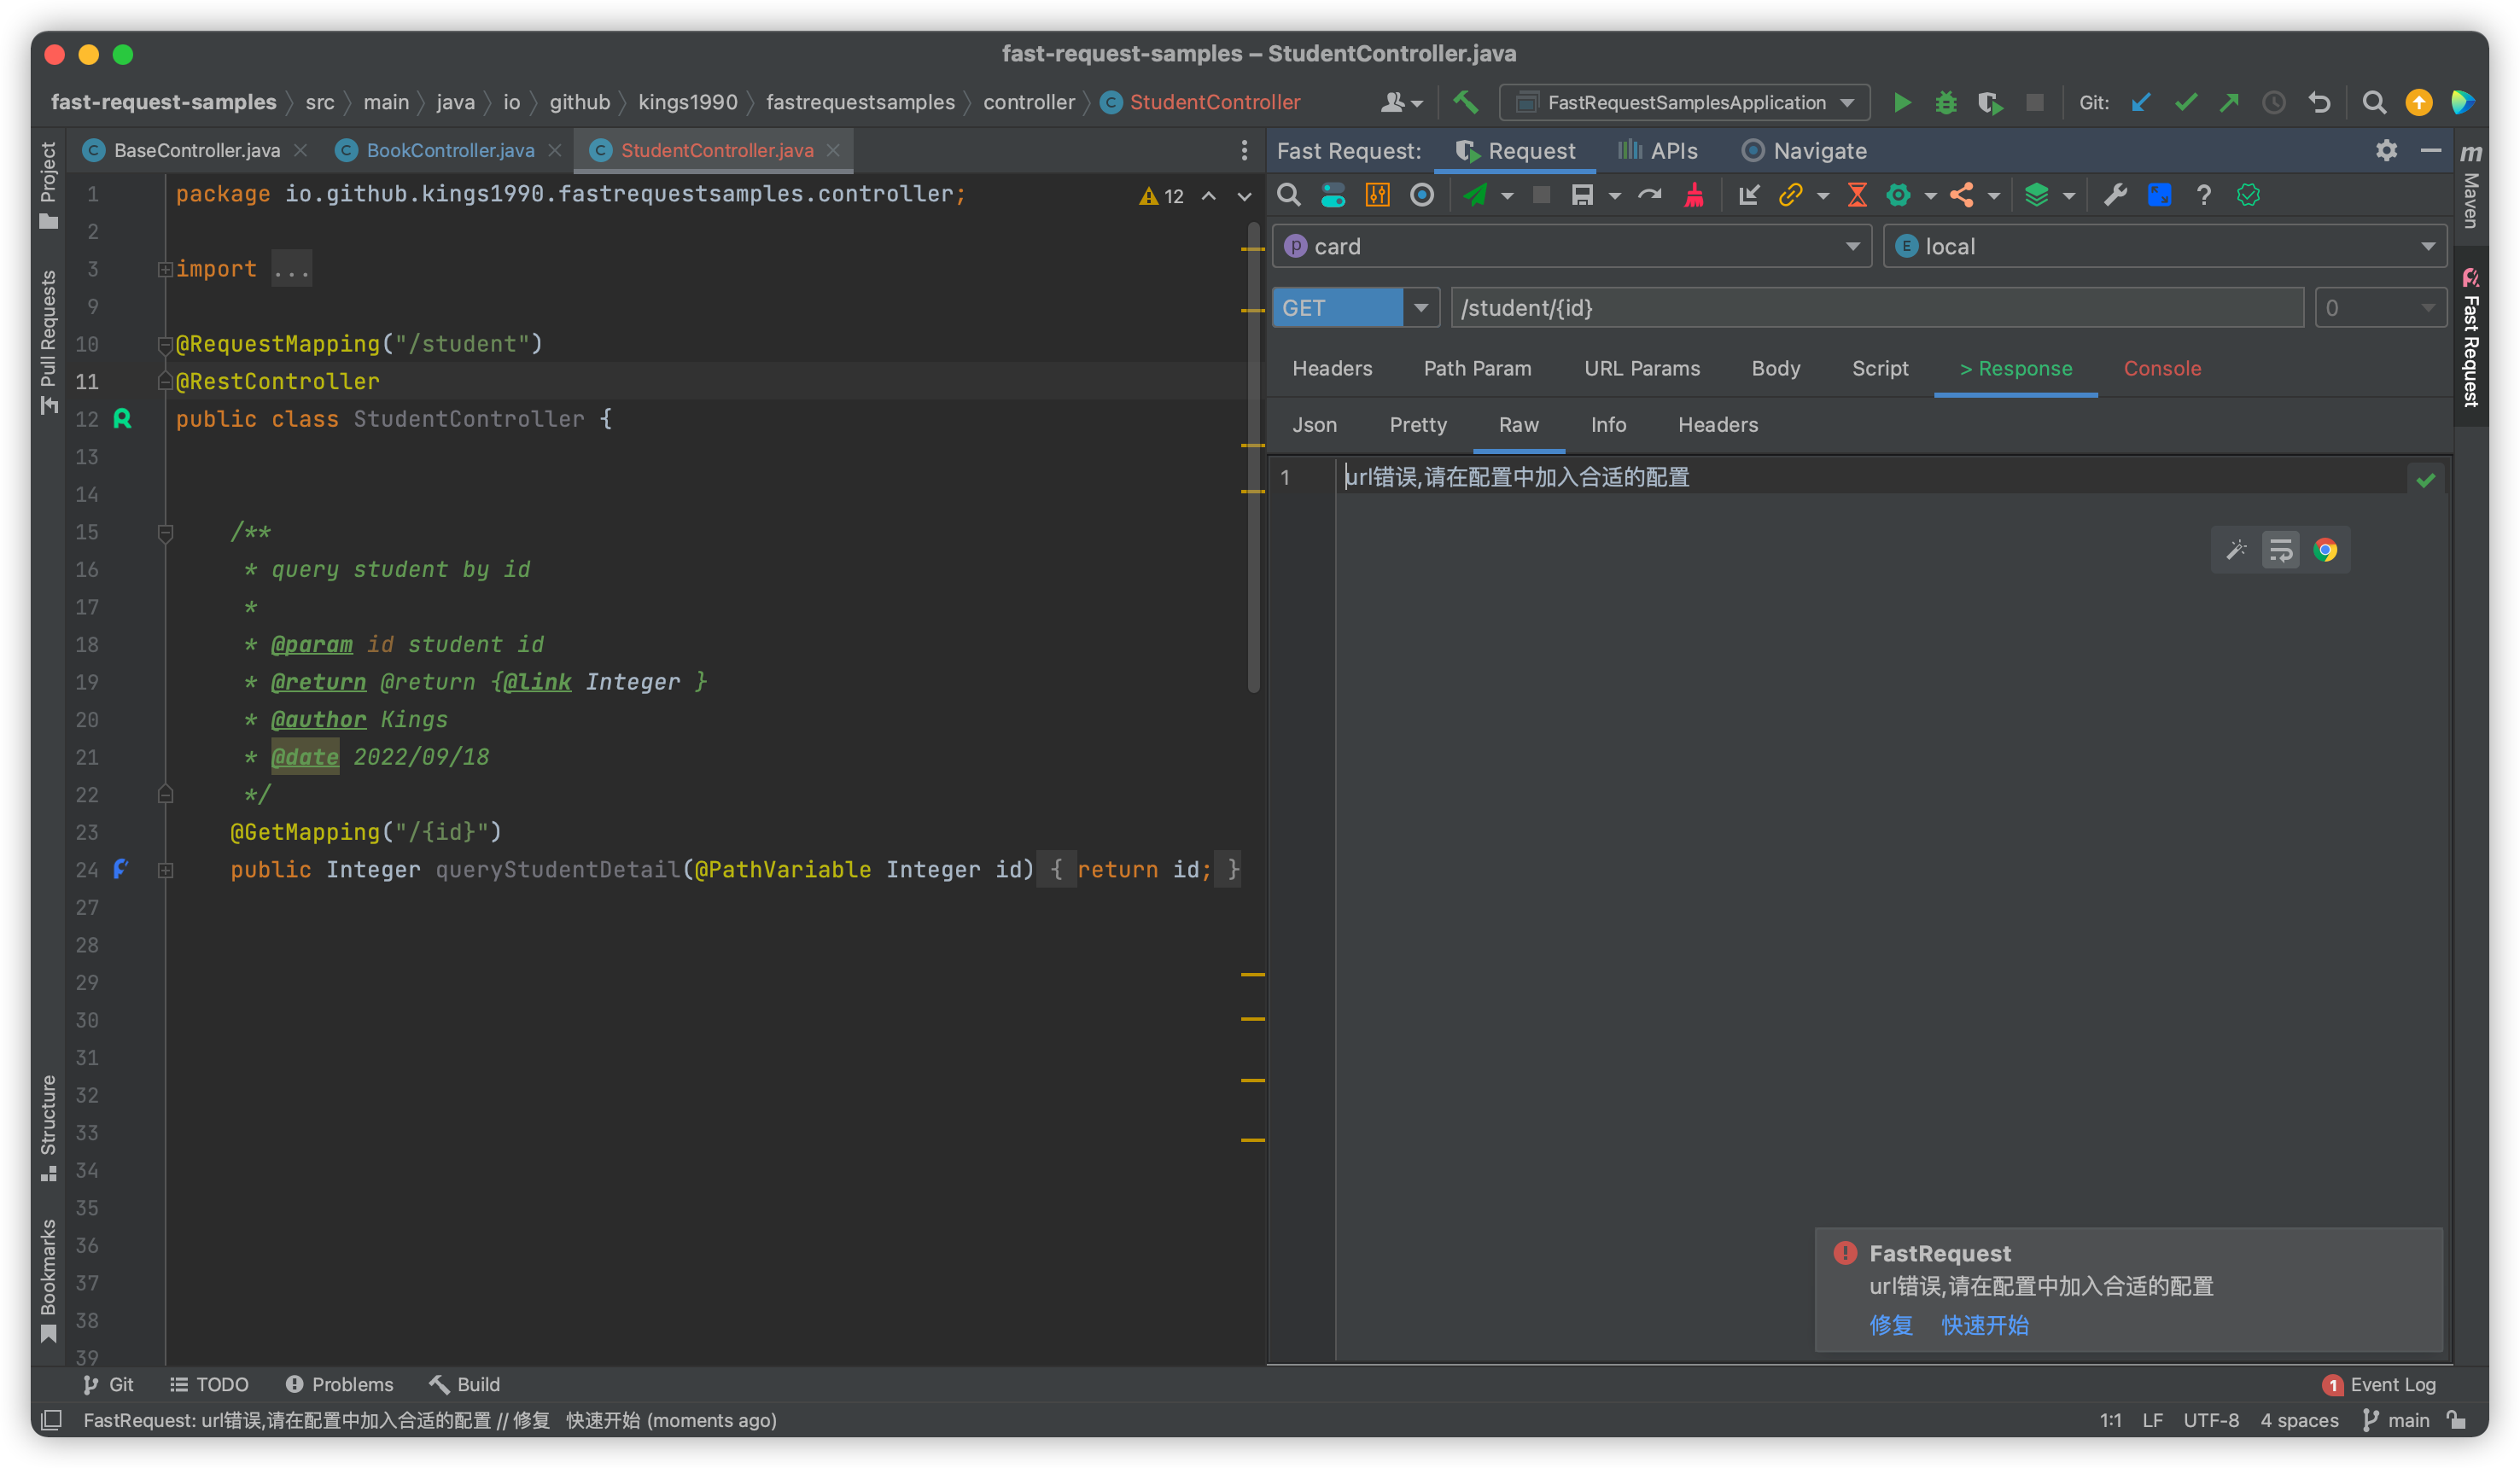 fast-request-samples – StudentController.java
fast-request-samples src main java io github kings1990 fastrequestsamples controller C StudentController
FastRequestSamplesApplication
Git:
Project
Pull Requests
Structure
Bookmarks
C BaseController.java C BookController.java C StudentController.java
12
1 package io.github.kings1990.fastrequestsamples.controller;
2
3 import ...
9
10 @RequestMapping("/student")
11 @RestController
12 public class StudentController {
13
14
15 /**
16 * query student by id
17 *
18 * @param id student id
19 * @return @return {@link Integer }
20 * @author Kings
21 * @date 2022/09/18
22 */
23 @GetMapping("/{id}")
24 public Integer queryStudentDetail(@PathVariable Integer id) { return id; }
27
28
29
30
31
32
33
34
35
36
37
38
39
Fast Request: Request APIs Navigate
?
p card
E local
GET /student/{id} 0
Headers Path Param URL Params Body Script > Response Console
Json Pretty Raw Info Headers
1 url错误,请在配置中加入合适的配置
FastRequest
url错误,请在配置中加入合适的配置
修复 快速开始
m Maven
Fast Request
Git TODO Problems Build
1 Event Log
FastRequest: url错误,请在配置中加入合适的配置 // 修复 快速开始 (moments ago)
1:1 LF UTF-8 4 spaces main